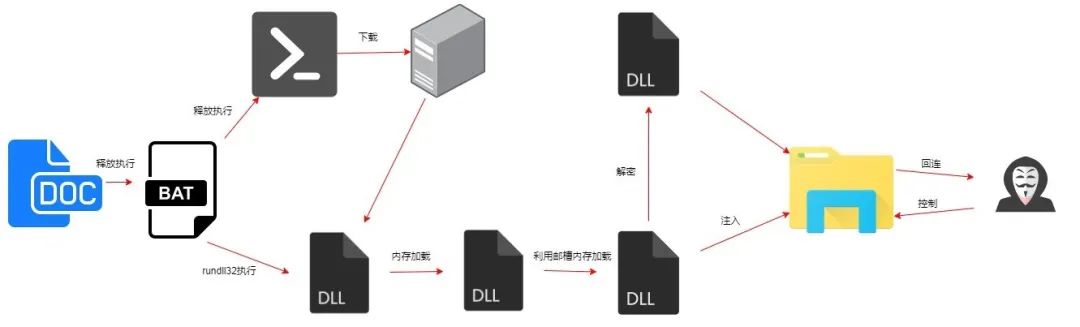 下载
DLL
释放执行
释放执行
DOC
BAT
解密
回连
控制
注入
rundll32执行
内存加载
利用邮槽内存加载
DLL
DLL
DLL